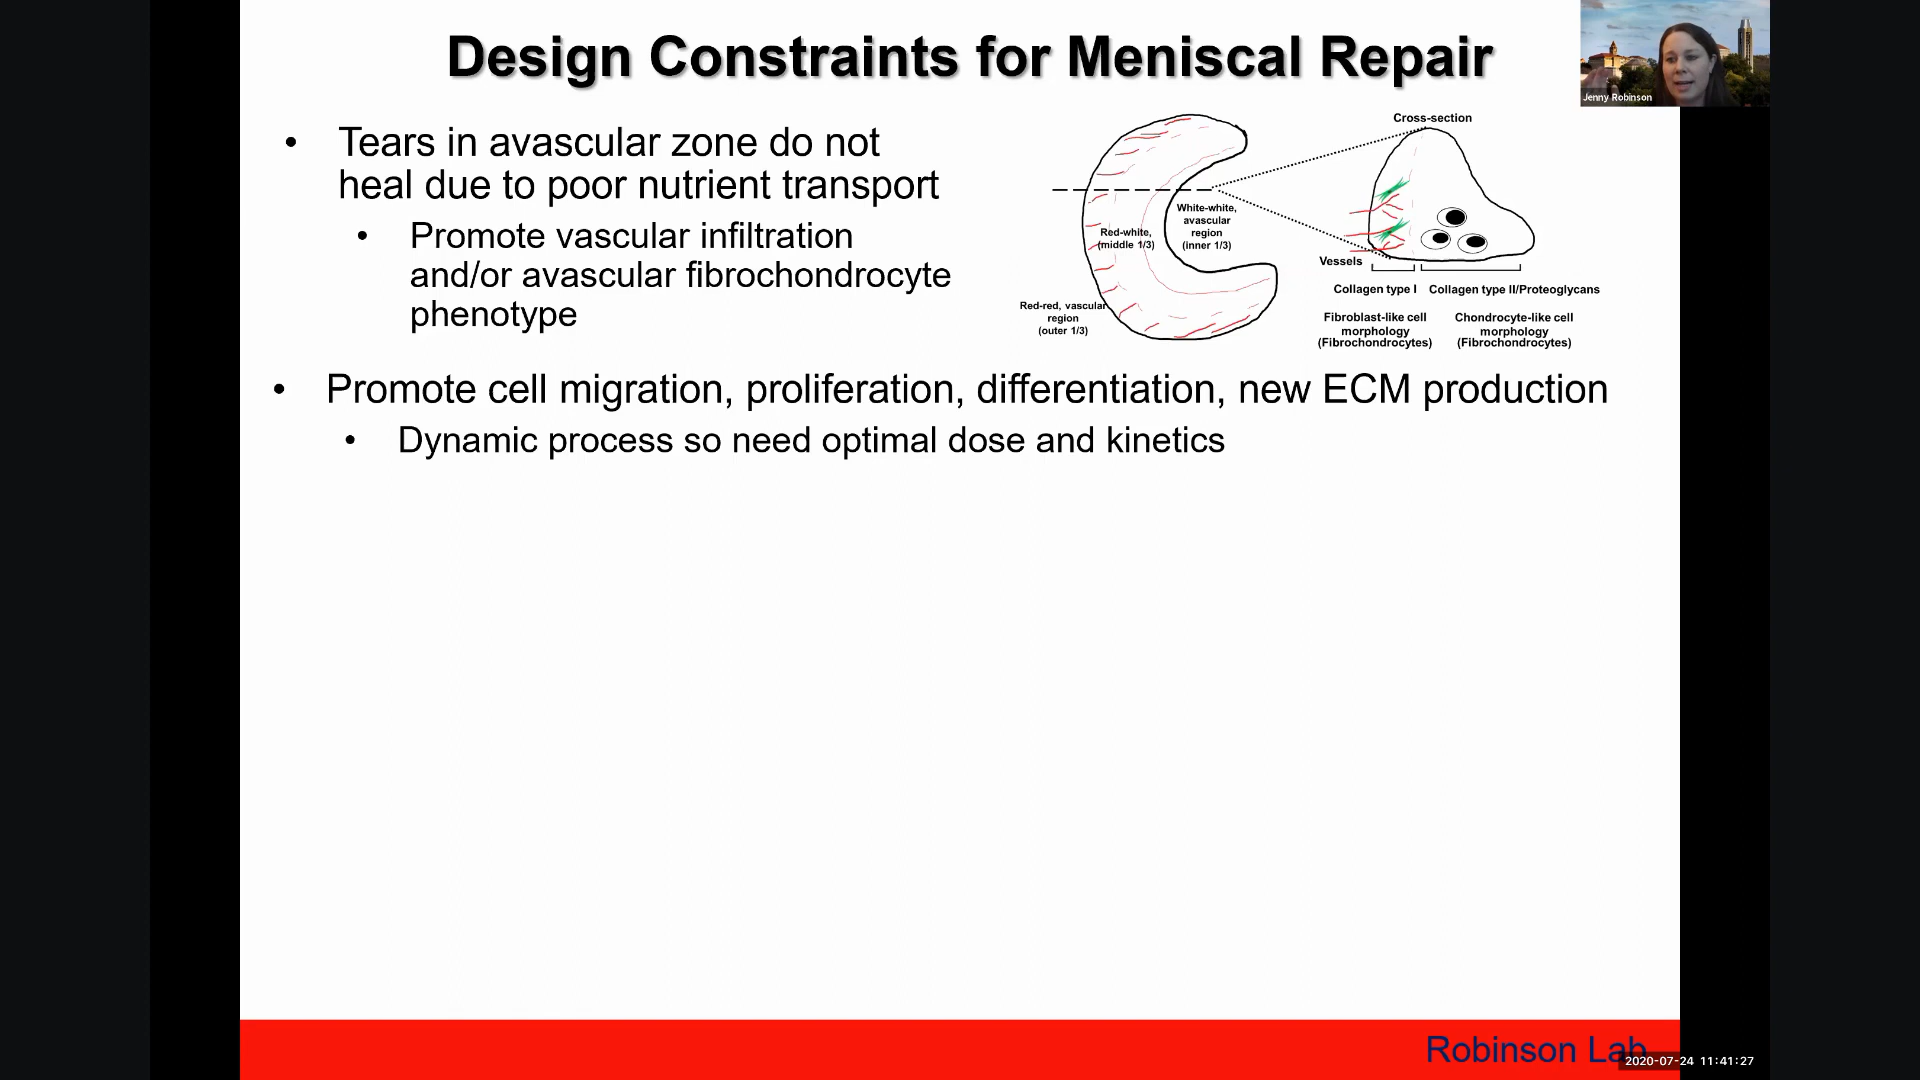 Design Constraints for Meniscal Repair
Jenny Robinson
• Tears in avascular zone do not
heal due to poor nutrient transport
• Promote vascular infiltration
and/or avascular fibrochondrocyte
phenotype
Cross-section
White-white,
avascular
region
(inner 1/3)
Red-white,
(middle 1/3)
Red-red, vascular
region
(outer 1/3)
Vessels
Collagen type I
Collagen type II/Proteoglycans
Fibroblast-like cell
morphology
(Fibrochondrocytes)
Chondrocyte-like cell
morphology
(Fibrochondrocytes)
• Promote cell migration, proliferation, differentiation, new ECM production
• Dynamic process so need optimal dose and kinetics
Robinson Lab
2020-07-24 11:41:27